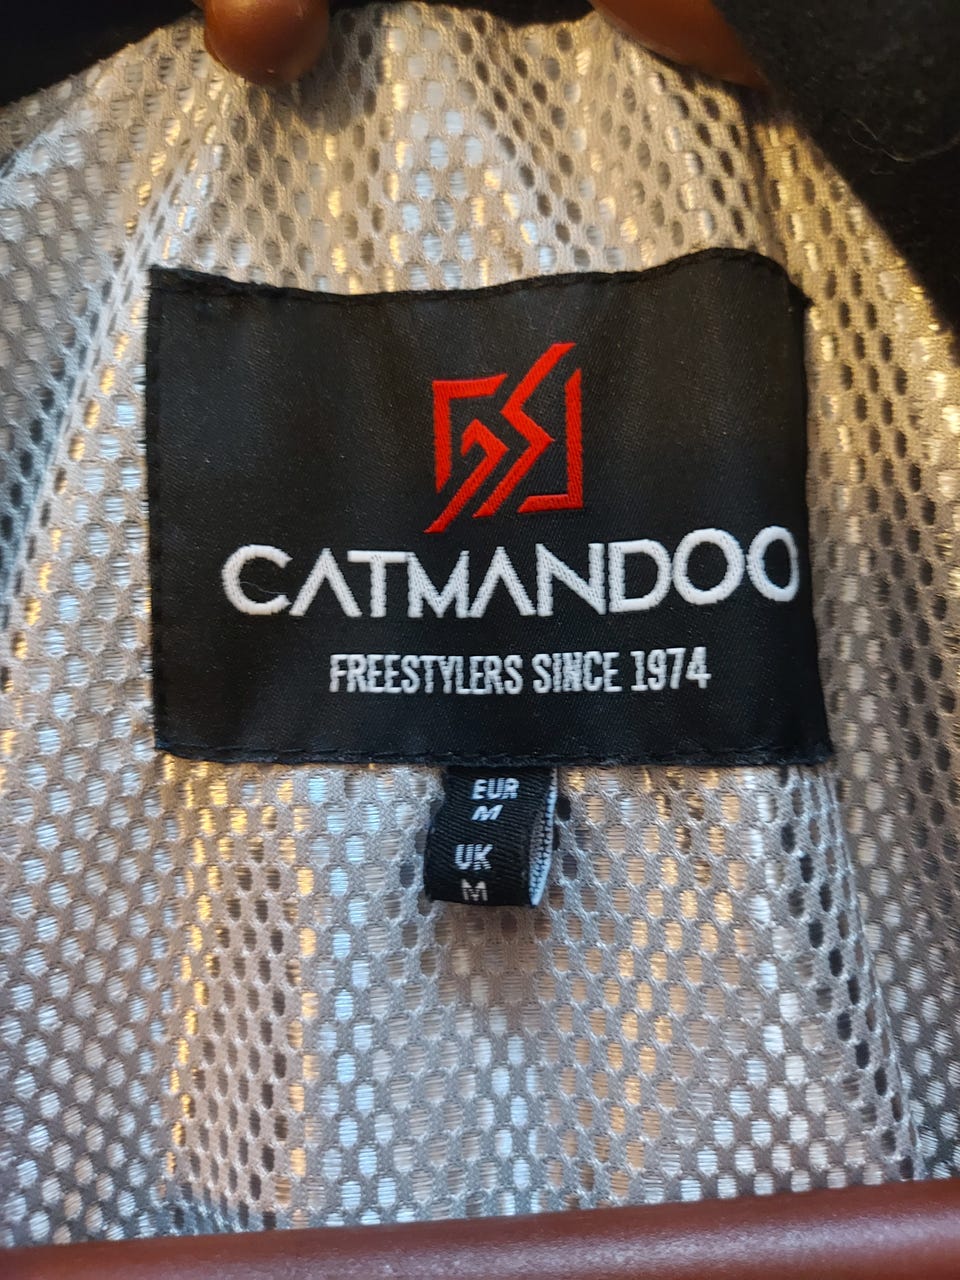 CATMANDOO
FREESTYLERS SINCE 1974
EUR
M
UK
M